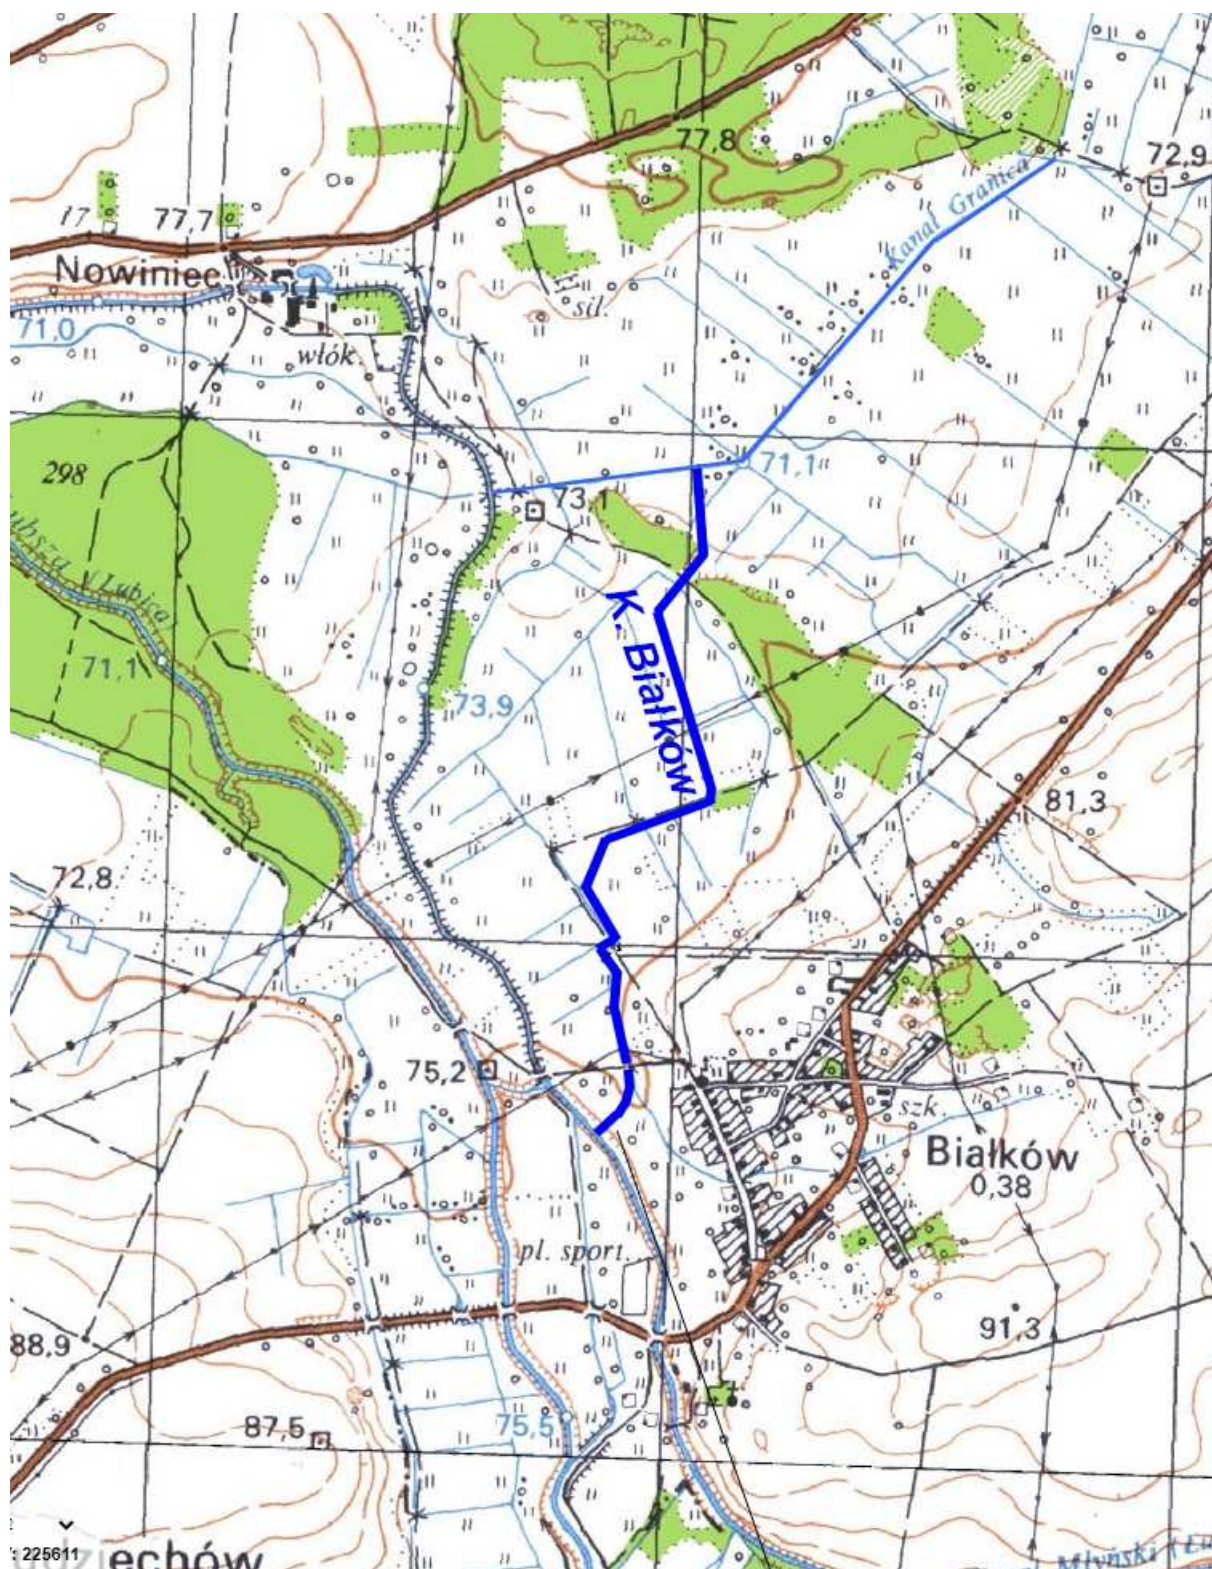 77,8
72,9
17
77,7
Kanał Granica
Nowiniec
sil.
71,0
włók.
71,1
298
73,1
K. Białków
71,1
73,9
81,3
72,8
75,2
szk.
Białków
0,38
pl. sport.
91,3
88,9
75,5
87,5
: 225611
Młyński